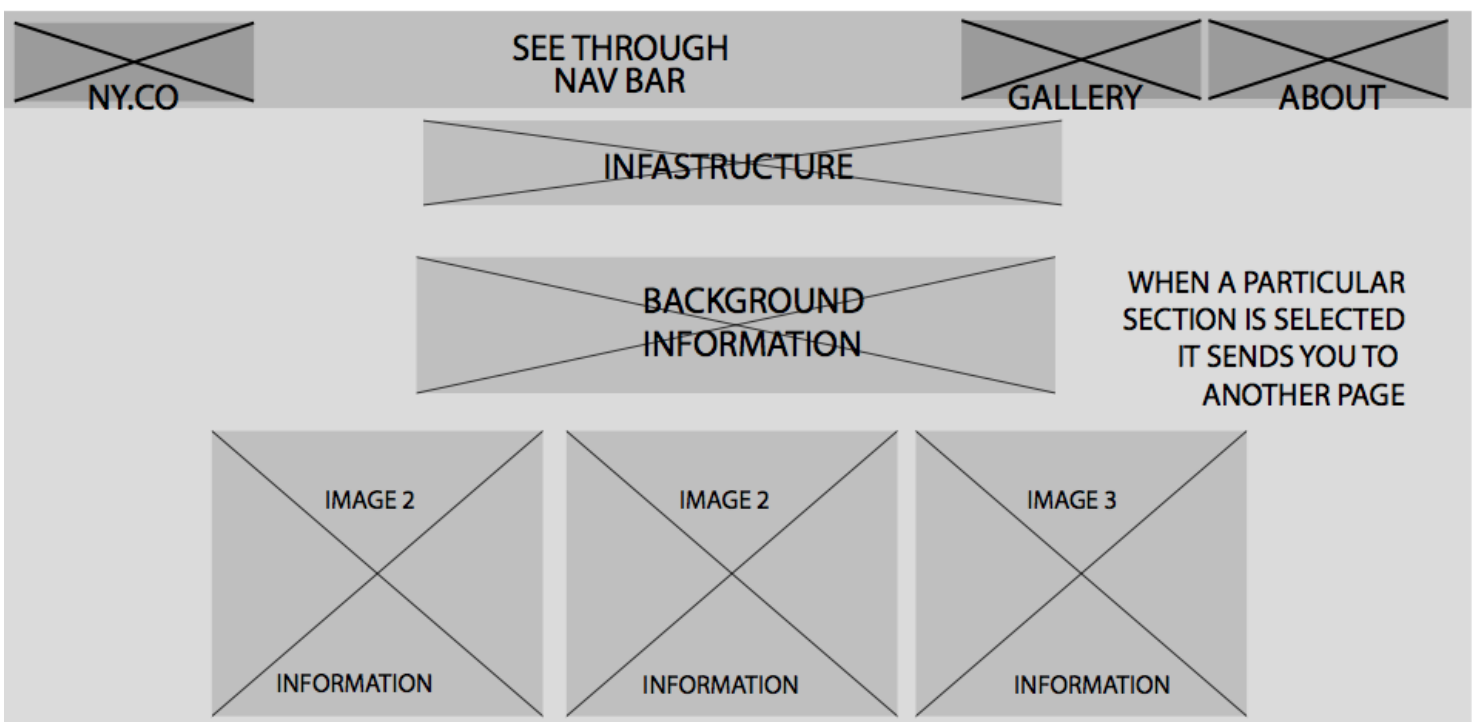 SEE THROUGH
NAV BAR
NY.CO
GALLERY
ABOUT
INFASTRUCTURE
BACKGROUND
INFORMATION
WHEN A PARTICULAR
SECTION IS SELECTED
IT SENDS YOU TO
ANOTHER PAGE
IMAGE 2
IMAGE 2
IMAGE 3
INFORMATION
INFORMATION
INFORMATION